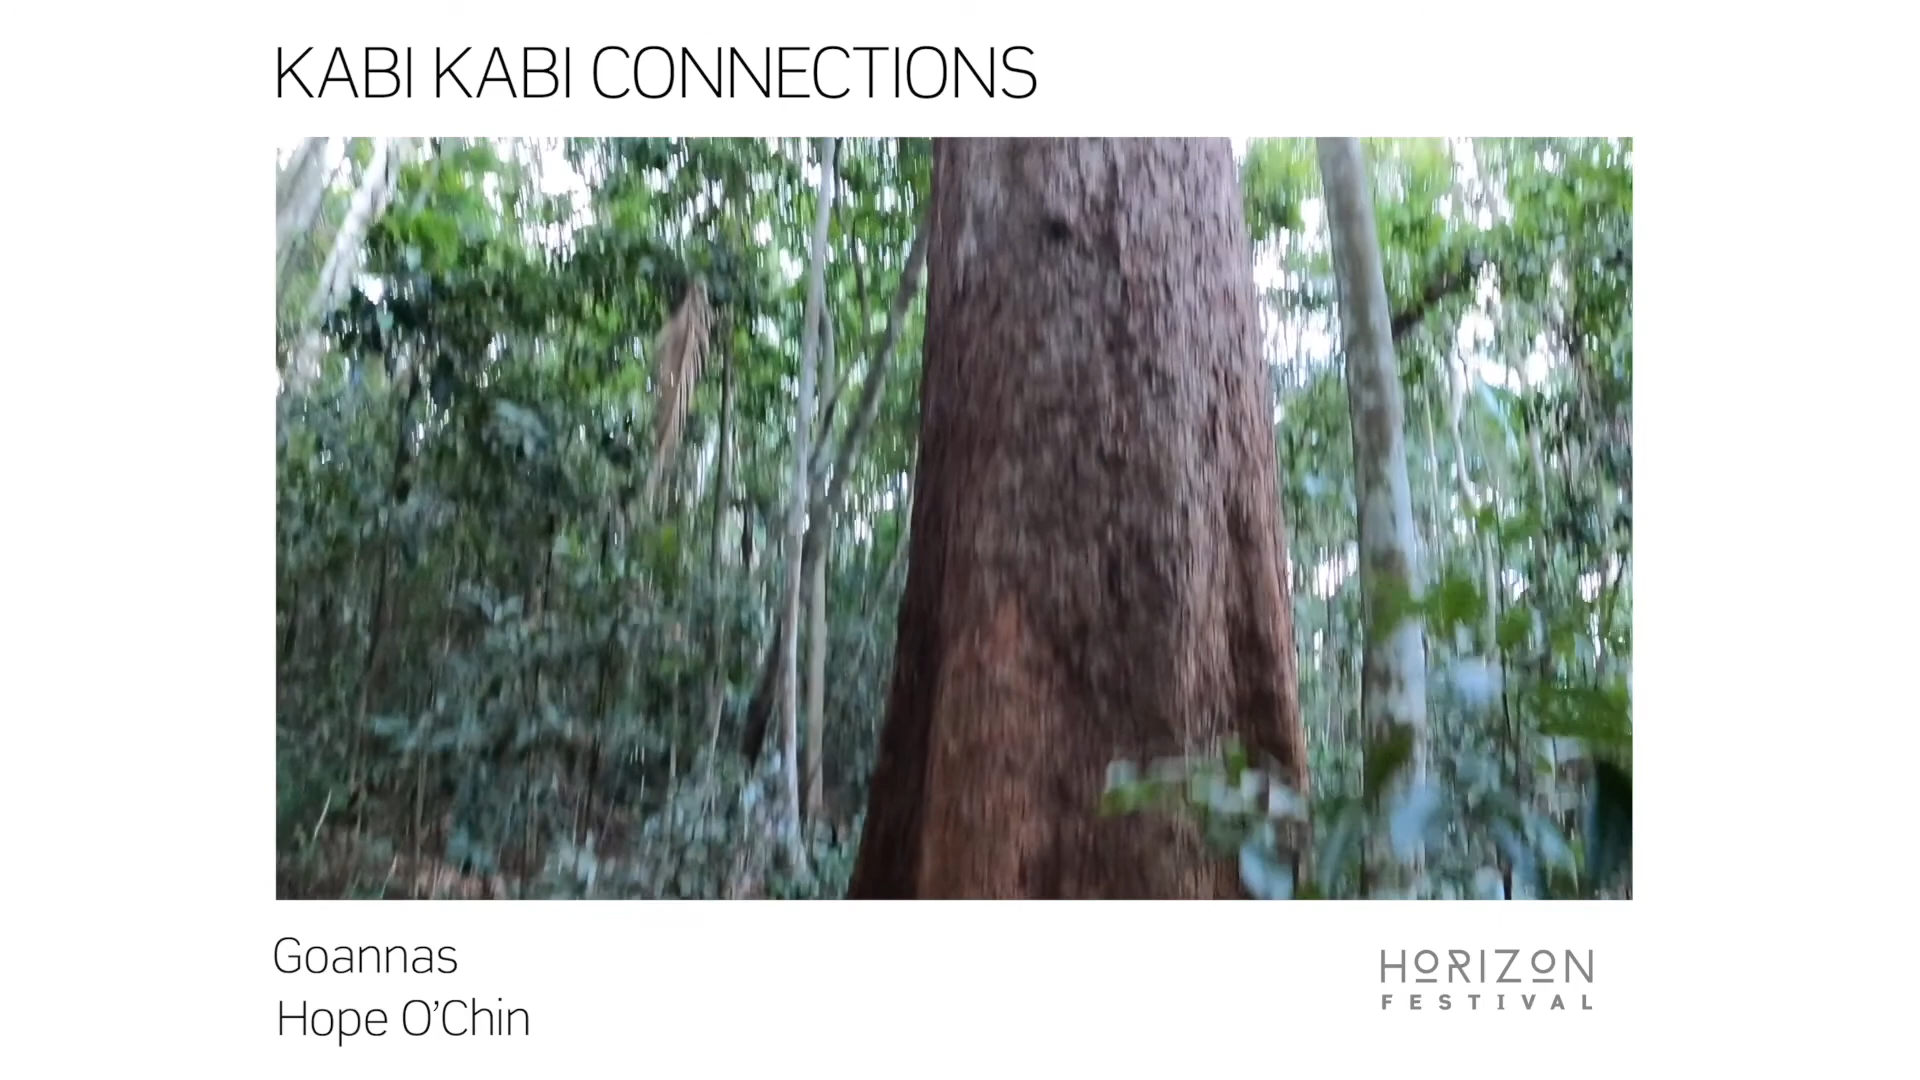 KABI KABI CONNECTIONS
Goannas
Hope O’Chin
HORIZON
FESTIVAL